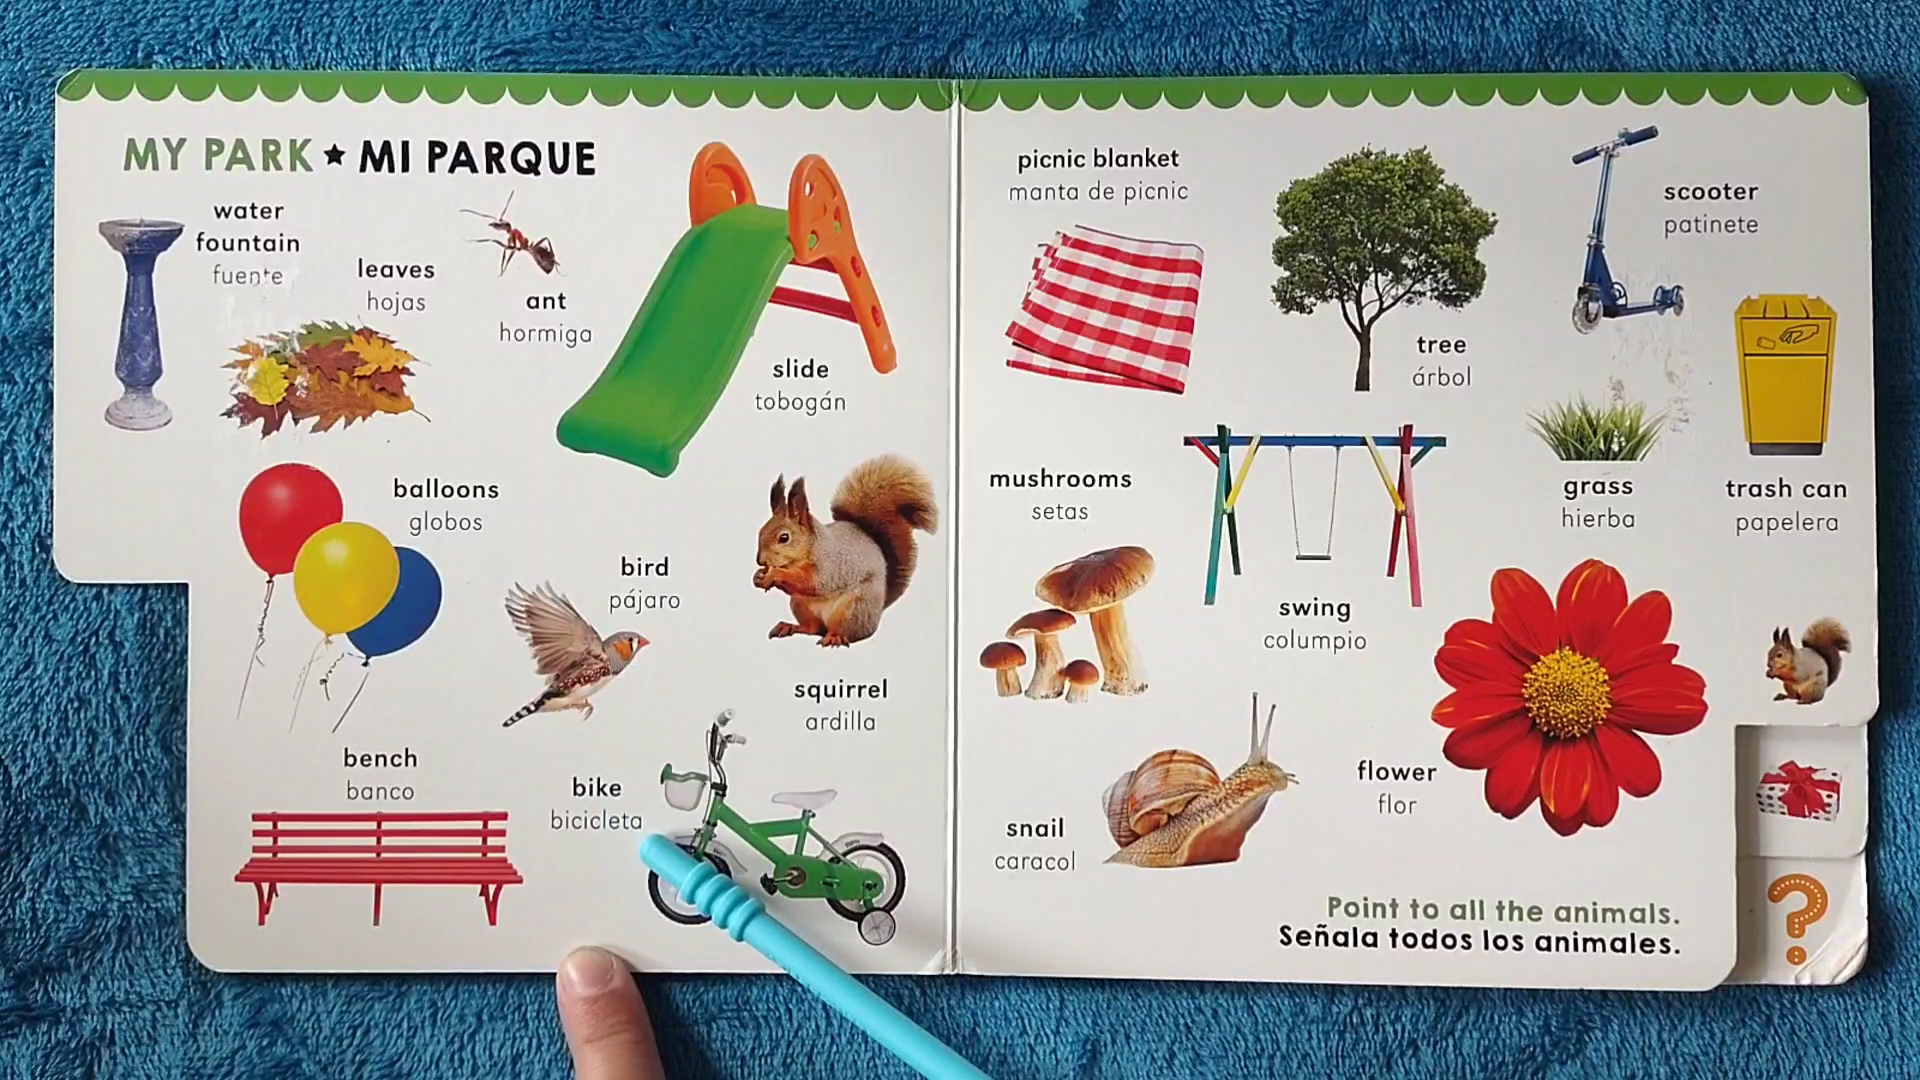 MY PARK ★ MI PARQUE
water
fountain
fuente
leaves
hojas
ant
hormiga
slide
tobogán
balloons
globos
bird
pájaro
squirrel
ardilla
bench
banco
bike
bicicleta
picnic blanket
manta de picnic
tree
árbol
scooter
patinete
mushrooms
setas
swing
columpio
grass
hierba
trash can
papelera
snail
caracol
flower
flor
Point to all the animals.
Señala todos los animales.
?